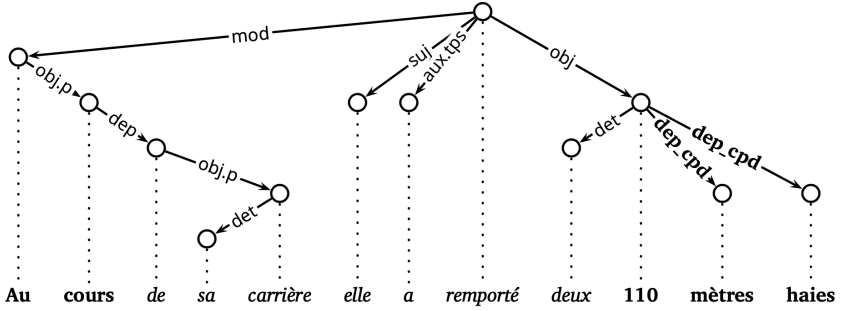 mod
suj
aux.tps
obj
obj.p
dep
obj.p
det
det
dep_cpd
dep_cpd
Au cours de sa carrière elle a remporté deux 110 mètres haies